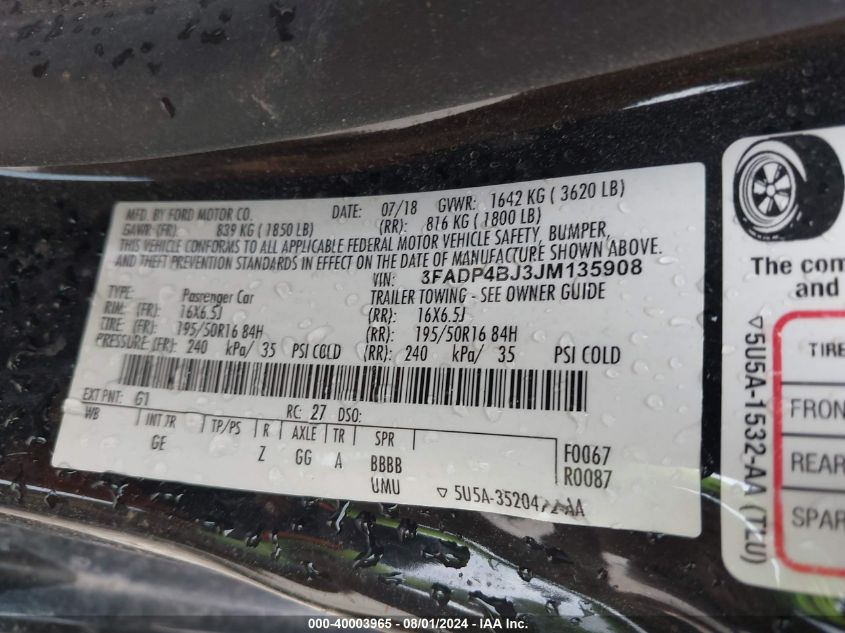 MFD. BY FORD MOTOR CO. DATE: 07/18 GVWR: 1642 KG ( 3620 LB)
GAWR: (FR) 839 KG ( 1850 LB) (RR): 816 KG ( 1800 LB)
THIS VEHICLE CONFORMS TO ALL APPLICABLE FEDERAL MOTOR VEHICLE SAFETY, BUMPER,
AND THEFT PREVENTION STANDARDS IN EFFECT ON THE DATE OF MANUFACTURE SHOWN ABOVE.
VIN: 3FADP4BJ3JM135908
TYPE: Passenger Car TRAILER TOWING - SEE OWNER GUIDE
RIM: (FR) 16X6.5J (RR): 16X6.5J
TIRE: (FR) 195/50R16 84H (RR): 195/50R16 84H
PRESSURE: (FR) 240 kPa/ 35 PSI COLD (RR): 240 kPa/ 35 PSI COLD
EXT PNT: G1 RC: 27 DSO:
WB INT TR TP/PS R AXLE TR SPR
GE Z GG A BBBB
UMU
F0067
R0087
▽ 5U5A-35204 AA
The com
and
▽5U5A-1532-AA (TLU)
TIRE
FRON
REAR
SPAR
000-40003965 - 08/01/2024 - IAA Inc.